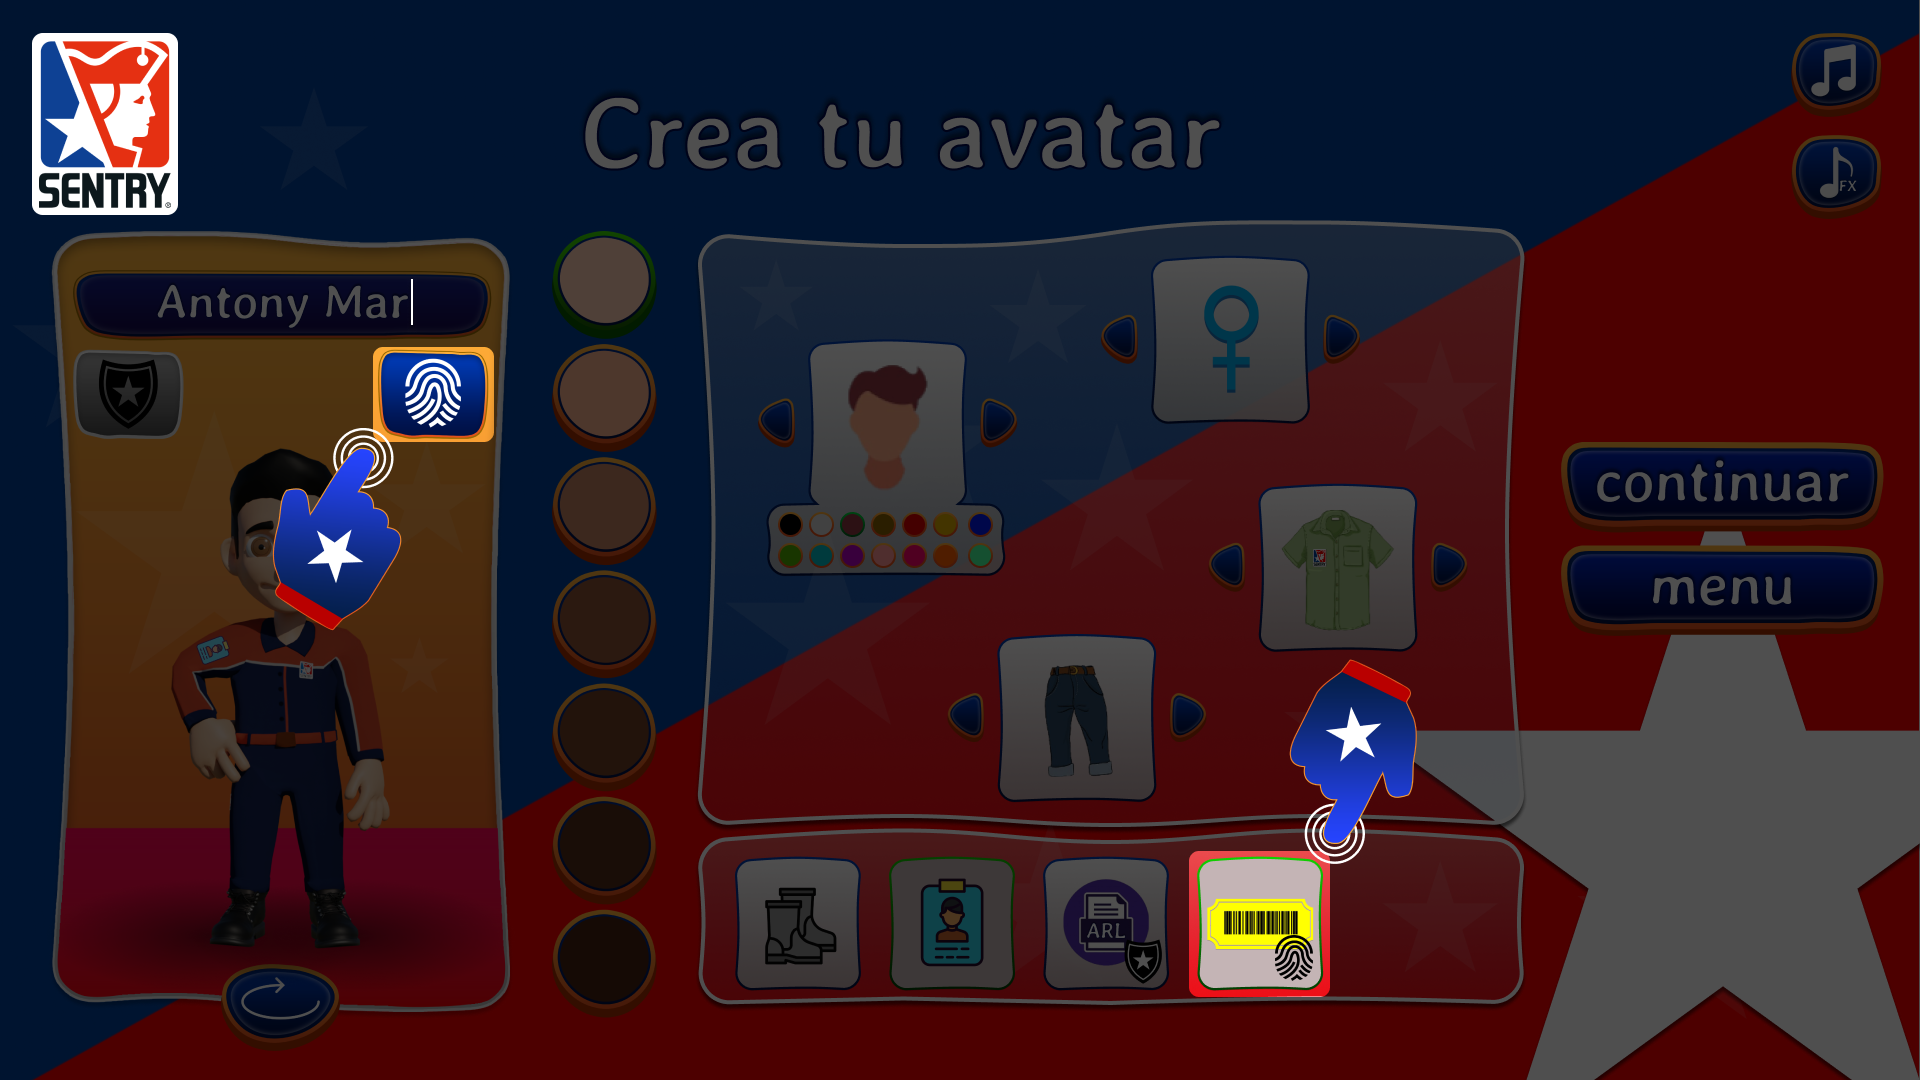 SENTRY®
Crea tu avatar
FX
Antony Mar
continuar
menu
ARL